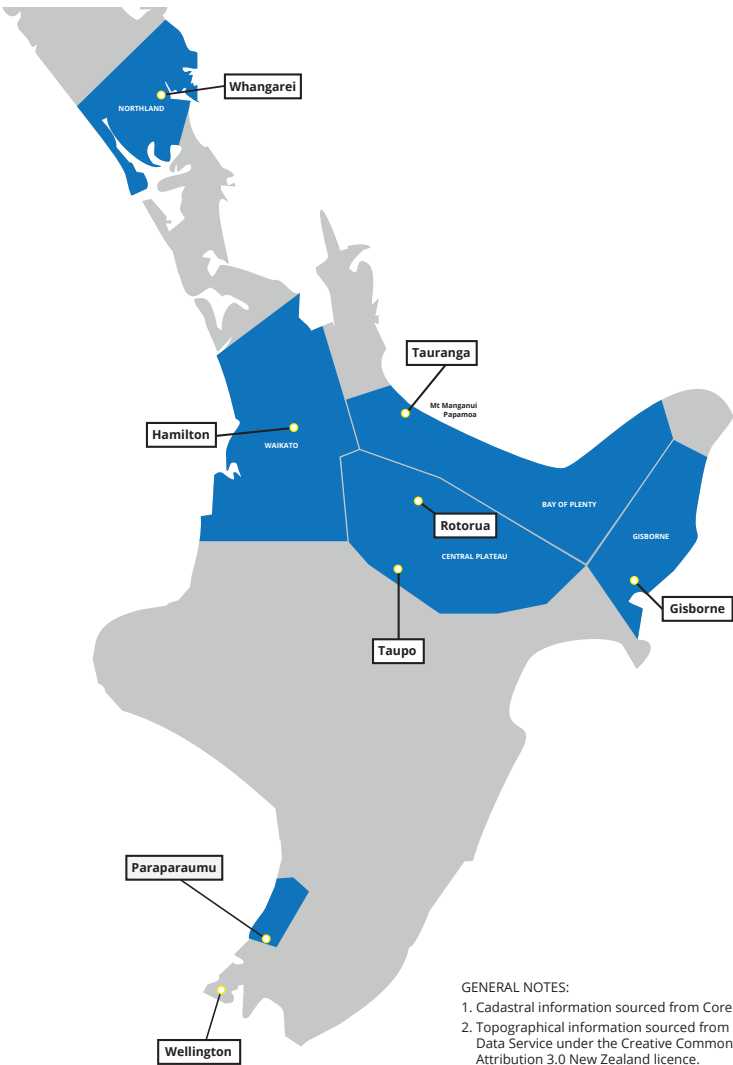 Whangarei
NORTHLAND
Tauranga
Mt Manganui
Papamoa
Hamilton
WAIKATO
BAY OF PLENTY
Rotorua
GISBORNE
CENTRAL PLATEAU
Gisborne
Taupo
Paraparaumu
Wellington
GENERAL NOTES:
1. Cadastral information sourced from Core
2. Topographical information sourced from
Data Service under the Creative Common
Attribution 3.0 New Zealand licence.